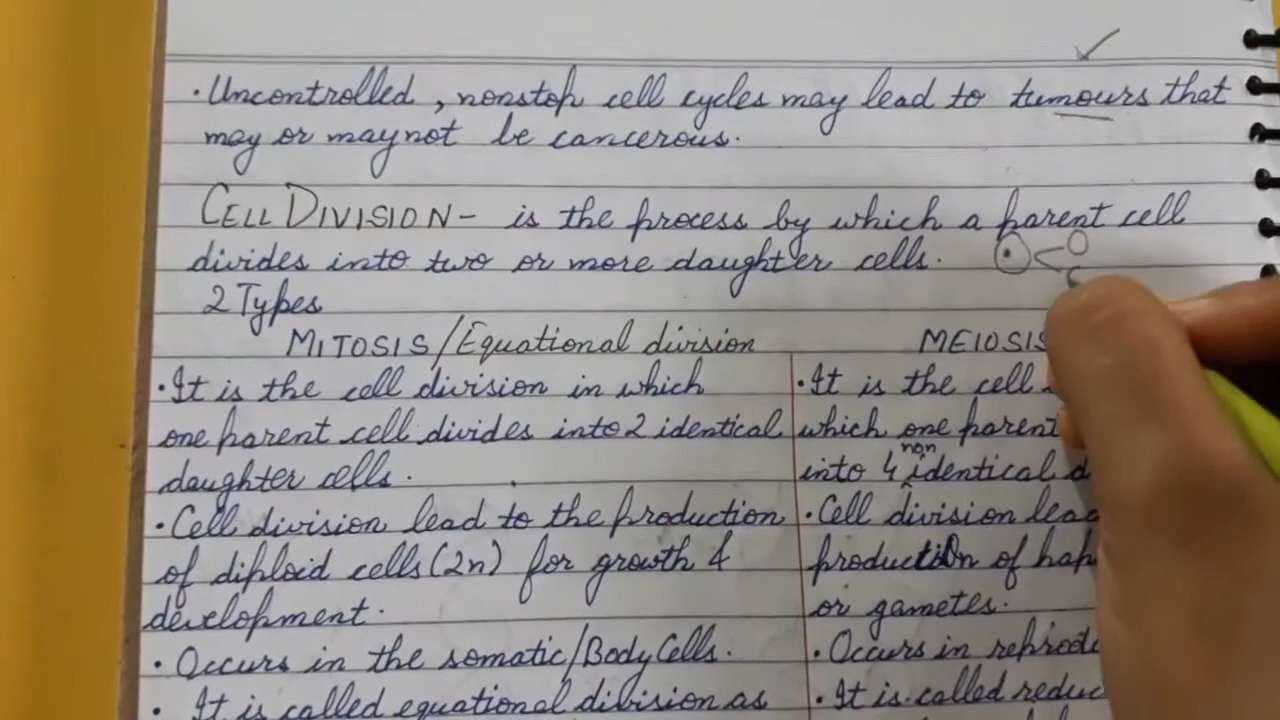 · Uncontrolled, nonstop cell cycles may lead to tumours that
may or maynot be cancerous.
CELL DIVISION - is the process by which a parent cell
divides into two or more daughter cells.
2 Types
MITOSIS/Equational division
· It is the cell division in which
one parent cell divides into 2 identical
daughter cells.
· Cell division lead to the production
of diploid cells (2n) for growth &
development.
· Occurs in the somatic/Body Cells.
· It is called equational division as
MEIOSIS
· It is the cell
which one parent
into 4 non identical
· Cell division
production of
or gametes.
· Occurs in
· It is called